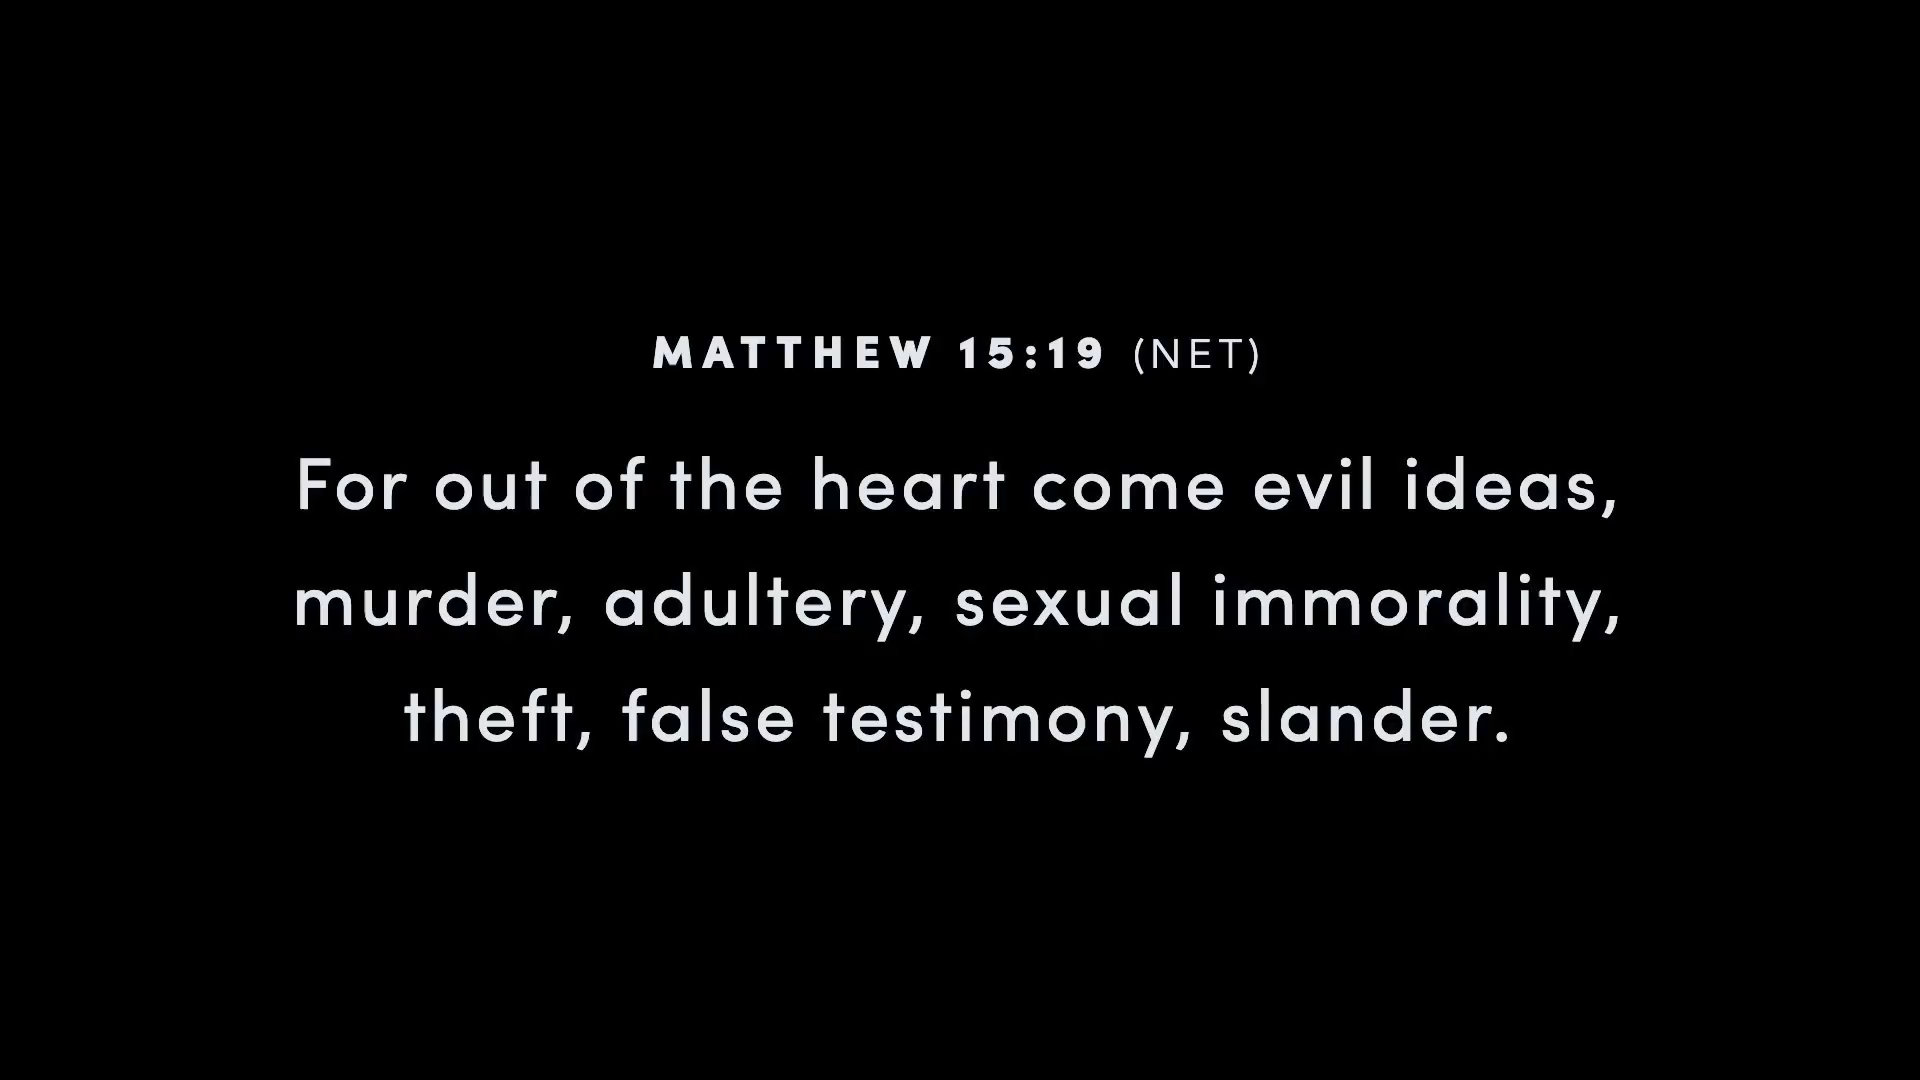 MATTHEW 15:19 (NET)
For out of the heart come evil ideas,
murder, adultery, sexual immorality,
theft, false testimony, slander.